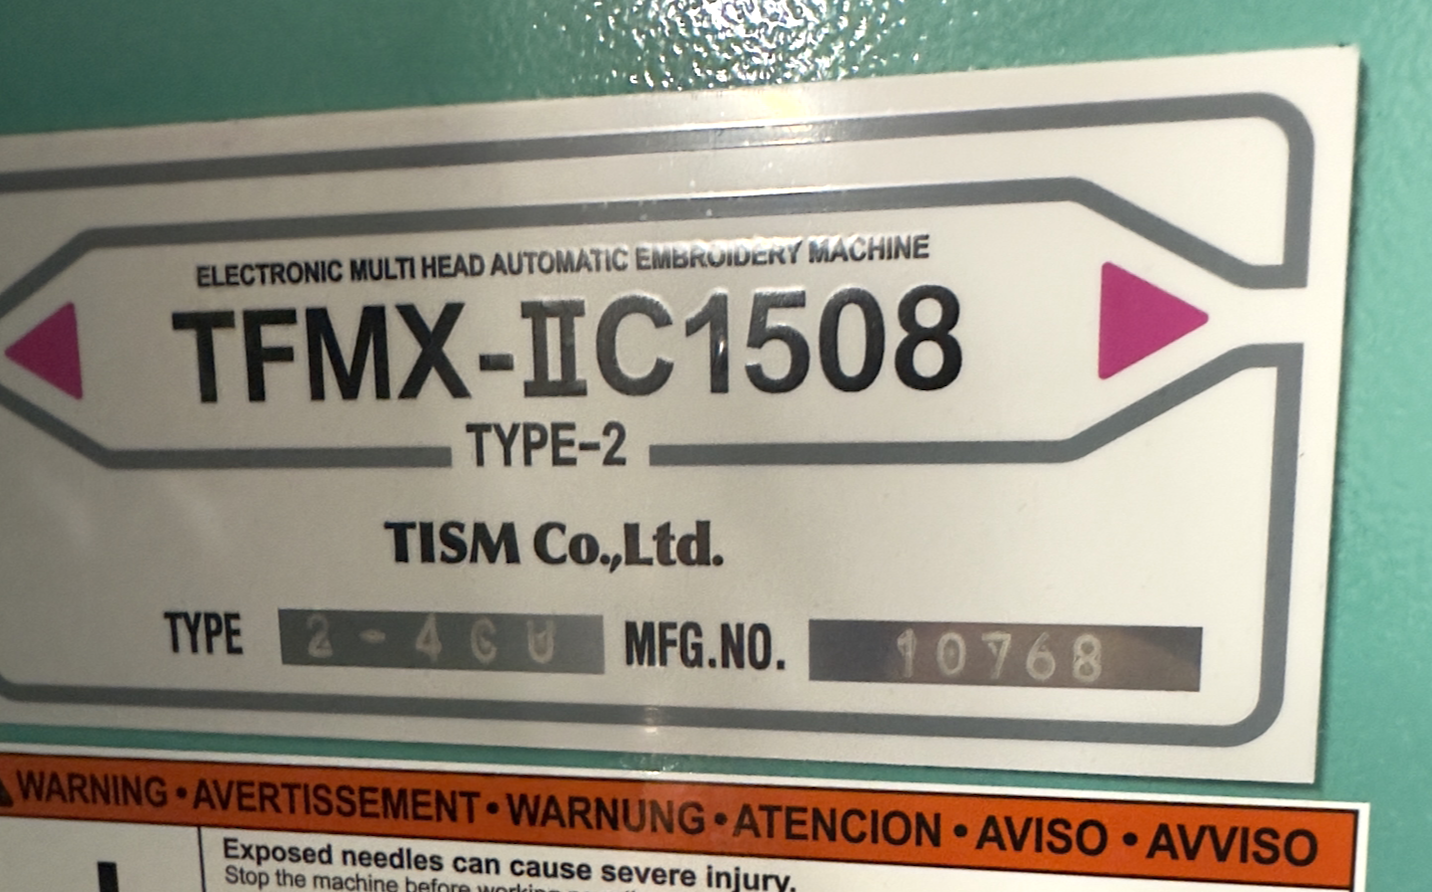 ELECTRONIC MULTI HEAD AUTOMATIC EMBROIDERY MACHINE
TFMX-ⅡC1508
TYPE-2
TISM Co.,Ltd.
TYPE 2-4CU MFG.NO. 10768
WARNING • AVERTISSEMENT • WARNUNG • ATENCION • AVISO • AVVISO
Exposed needles can cause severe injury.
Stop the machine before working